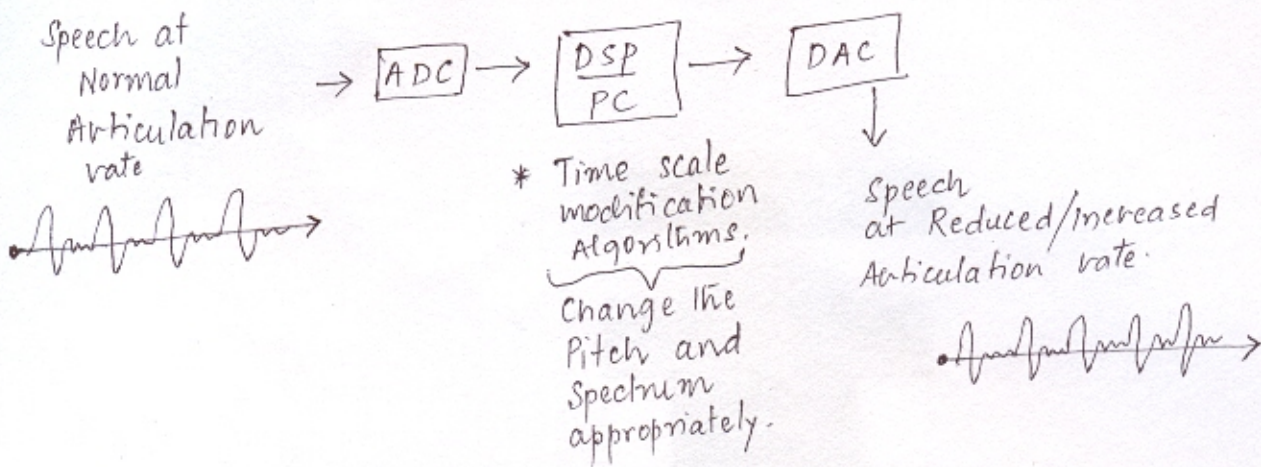 Speech at
Normal
Articulation
rate
→ ADC → DSP
PC
→ DAC
* Time scale
modification
Algorithms.
Change the
Pitch and
Spectrum
appropriately.
Speech
at Reduced/increased
Articulation rate.